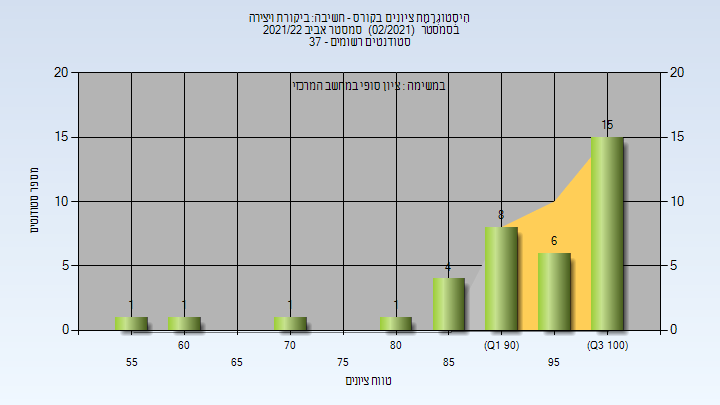 היסטוגרמת ציונים בקורס - חשיבה: ביקורת ויצירה
בסמסטר (02/2021) סמסטר אביב 2021/22
סטודנטים רשומים - 37
במשימה : ציון סופי במחשב המרכזי
20 20
15 15
10 10
5 5
0 0
מספר סטודנטים
1 1 1 1 4 8 6 15
55 60 65 70 75 80 85 (Q1 90) 95 (Q3 100)
טווח ציונים